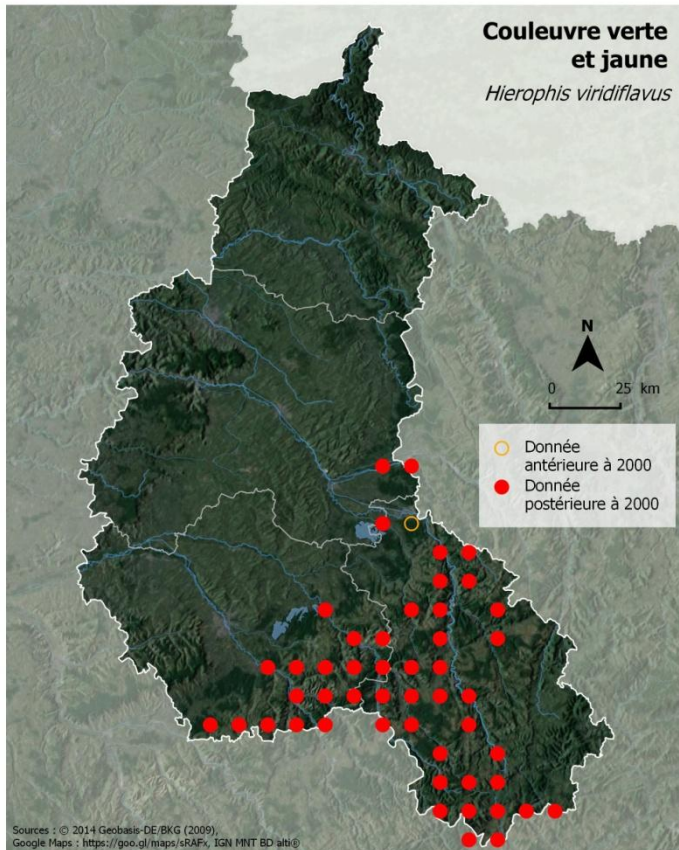 Couleuvre verte
et jaune
Hierophis viridiflavus
N
0 25 km
Donnée
antérieure à 2000
Donnée
postérieure à 2000
Sources : © 2014 Geobasis-DE/BKG (2009),
Google Maps : https://goo.gl/maps/sRAFx, IGN MNT BD alti®